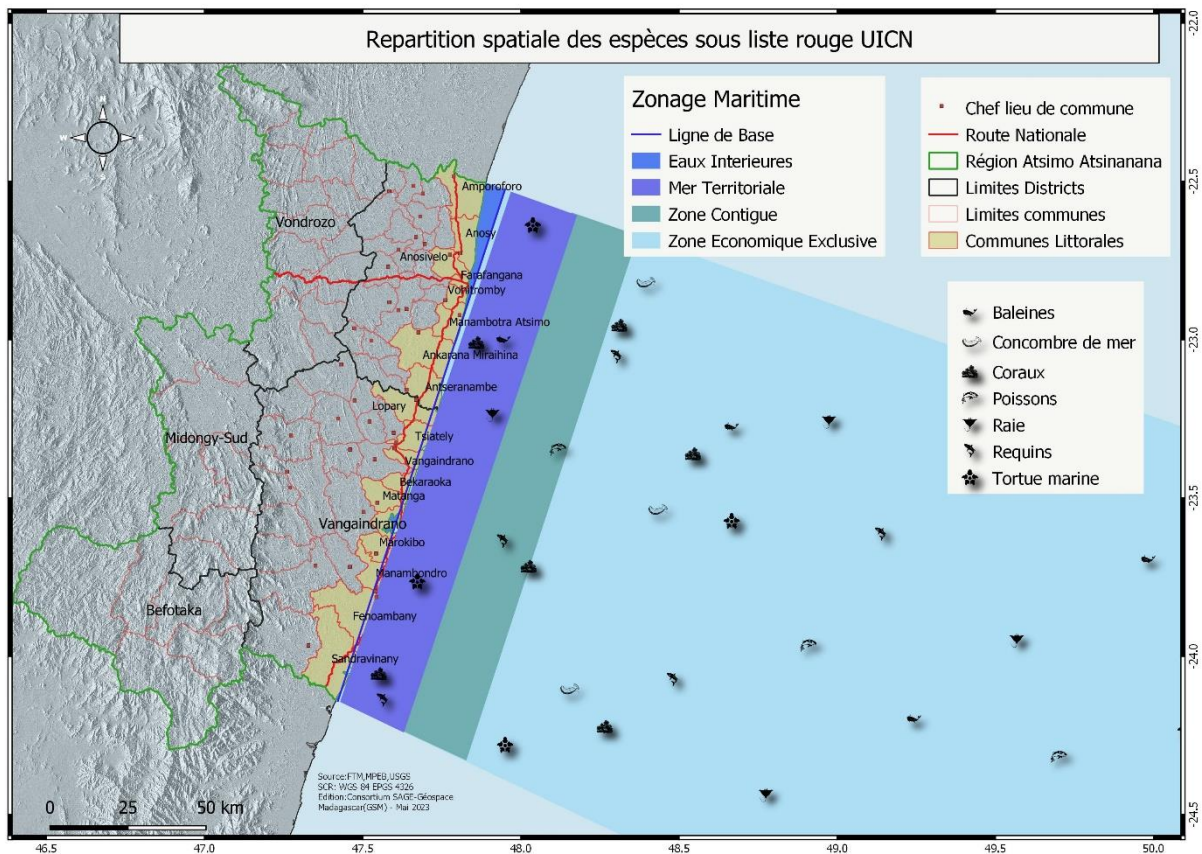 Repartition spatiale des espèces sous liste rouge UICN
Zonage Maritime
Ligne de Base
Eaux Interieures
Mer Territoriale
Zone Contigue
Zone Economique Exclusive
Chef lieu de commune
Route Nationale
Région Atsimo Atsinanana
Limites Districts
Limites communes
Communes Littorales
Baleines
Concombre de mer
Coraux
Poissons
Raie
Requins
Tortue marine
N
W
E
S
Amporoforo
Vondrozo
Anosy
Anosivelo
Farafangana
Vohitromby
Manambotra Atsimo
Ankarana Miraihina
Antseranambe
Lopary
Midongy-Sud
Tsiately
Vangaindrano
Bekaraoka
Matanga
Vangaindrano
Marokibo
Manambondro
Befotaka
Fenoambany
Sandravinany
Source:FTM,MPEB,USGS
SCR: WGS 84 EPGS 4326
Edition:Consortium SAGE-Géospace
Madagascar(GSM) - Mai 2023
0 25 50 km
46.5 47.0 47.5 48.0 48.5 49.0 49.5 50.0
-22.0
-22.5
-23.0
-23.5
-24.0
-24.5